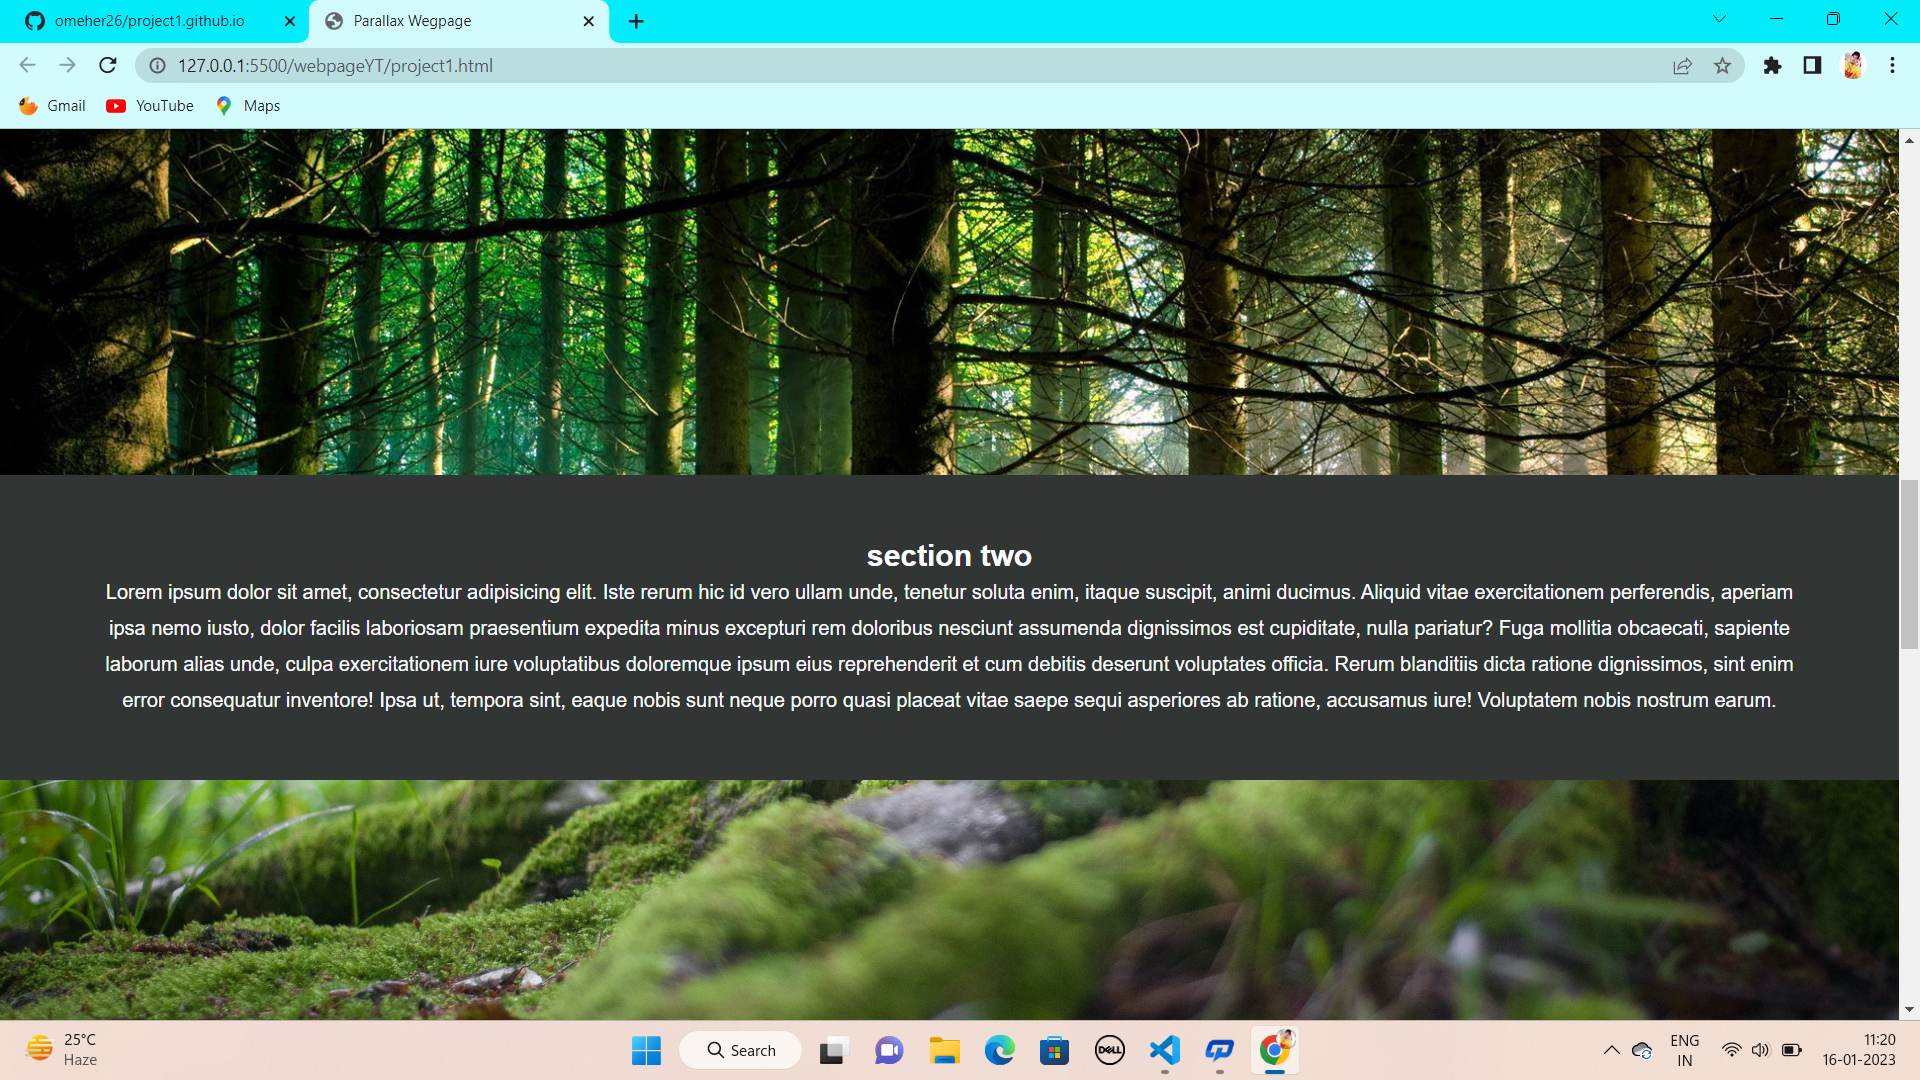 omeher26/project1.github.io
Parallax Wegpage
127.0.0.1:5500/webpageYT/project1.html
Gmail
YouTube
Maps
section two
Lorem ipsum dolor sit amet, consectetur adipisicing elit. Iste rerum hic id vero ullam unde, tenetur soluta enim, itaque suscipit, animi ducimus. Aliquid vitae exercitationem perferendis, aperiam
ipsa nemo iusto, dolor facilis laboriosam praesentium expedita minus excepturi rem doloribus nesciunt assumenda dignissimos est cupiditate, nulla pariatur? Fuga mollitia obcaecati, sapiente
laborum alias unde, culpa exercitationem iure voluptatibus doloremque ipsum eius reprehenderit et cum debitis deserunt voluptates officia. Rerum blanditiis dicta ratione dignissimos, sint enim
error consequatur inventore! Ipsa ut, tempora sint, eaque nobis sunt neque porro quasi placeat vitae saepe sequi asperiores ab ratione, accusamus iure! Voluptatem nobis nostrum earum.
25°C
Haze
Search
DELL
ENG
IN
11:20
16-01-2023